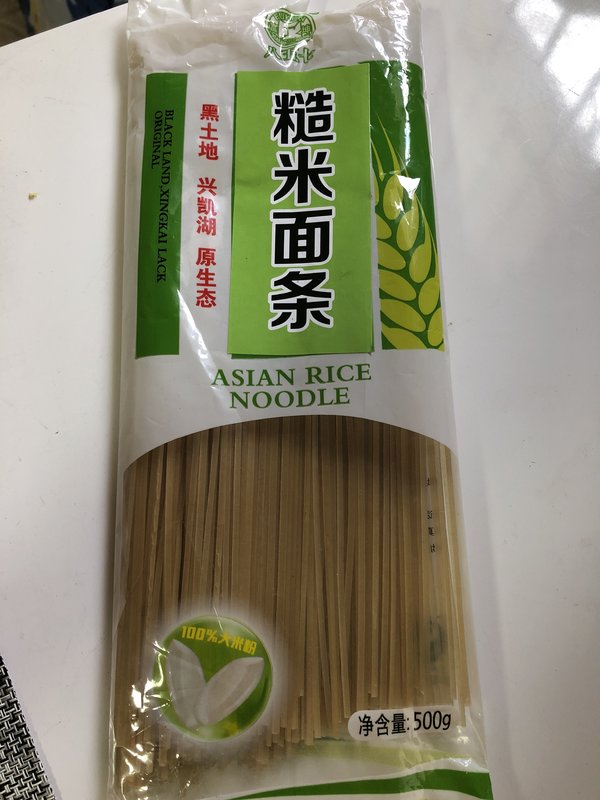 糙米面条
黑土地 兴凯湖 原生态
BLACK LAND,XINGKAI LACK
ORIGINAL
ASIAN RICE
NOODLE
100%大米粉
净含量:500g